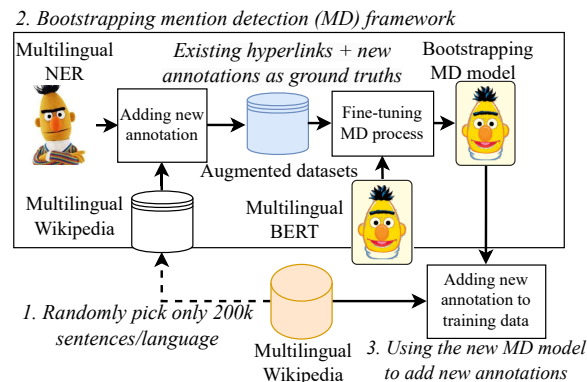 2. Bootstrapping mention detection (MD) framework
Multilingual
NER
Existing hyperlinks + new
annotations as ground truths
Bootstrapping
MD model
Adding new
annotation
Fine-tuning
MD process
Augmented datasets
Multilingual
Wikipedia
Multilingual
BERT
1. Randomly pick only 200k
sentences/language
Multilingual
Wikipedia
Adding new
annotation to
training data
3. Using the new MD model
to add new annotations